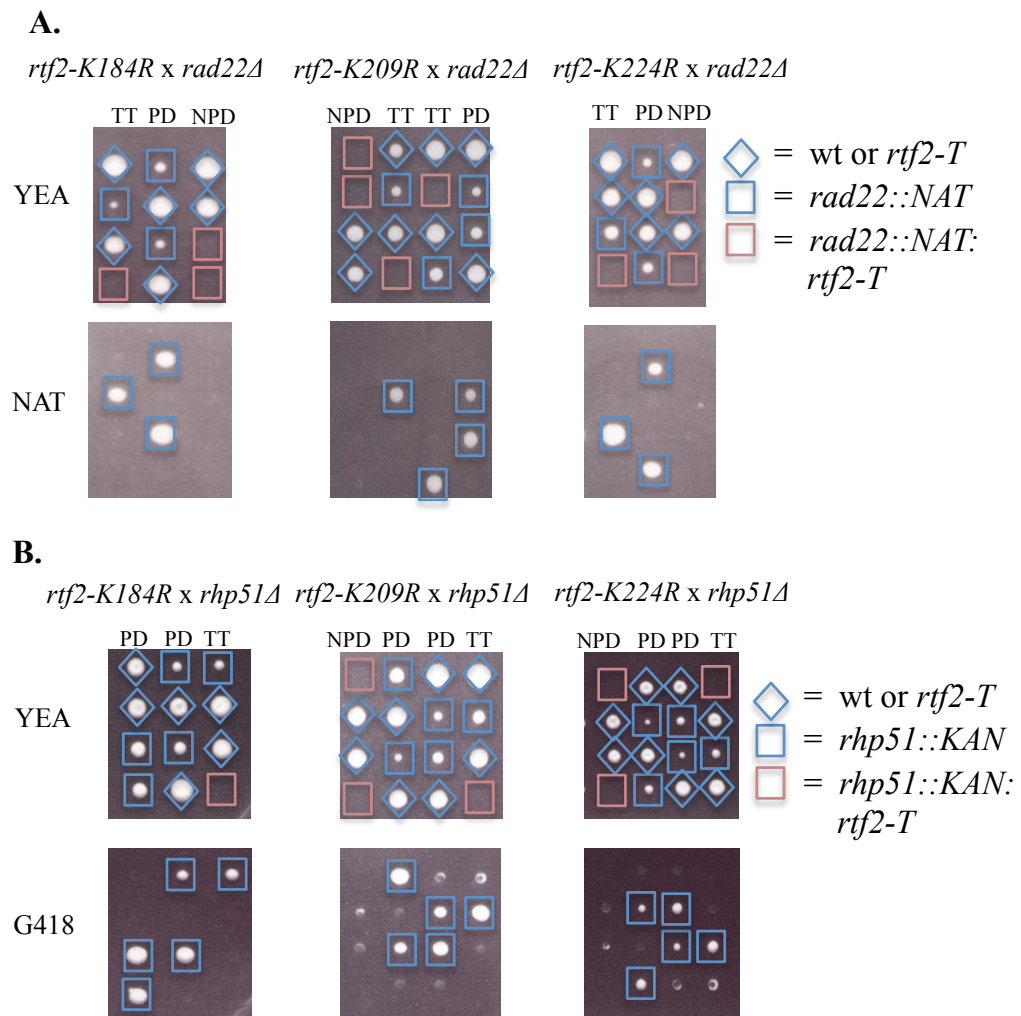 A.
rtf2-K184R x rad22Δ rtf2-K209R x rad22Δ rtf2-K224R x rad22Δ
TT PD NPD NPD TT TT PD TT PD NPD
YEA
= wt or rtf2-T
= rad22::NAT
= rad22::NAT:
rtf2-T
NAT
B.
rtf2-K184R x rhp51Δ rtf2-K209R x rhp51Δ rtf2-K224R x rhp51Δ
PD PD TT NPD PD PD TT NPD PD PD TT
YEA
= wt or rtf2-T
= rhp51::KAN
= rhp51::KAN:
rtf2-T
G418